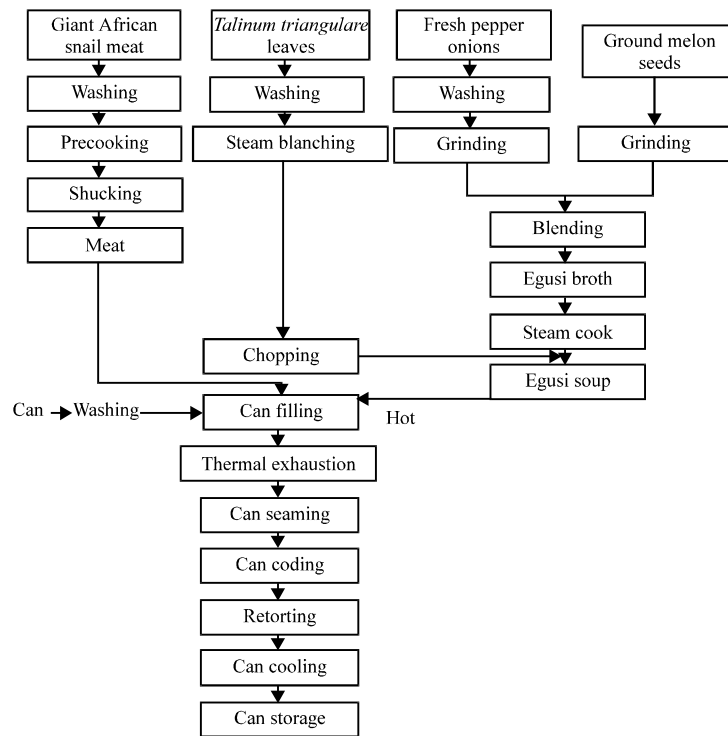 Giant African
snail meat
Talinum triangulare
leaves
Fresh pepper
onions
Ground melon
seeds
Washing
Washing
Washing
Precooking
Steam blanching
Grinding
Grinding
Shucking
Meat
Blending
Egusi broth
Steam cook
Chopping
Egusi soup
Can
Washing
Can filling
Hot
Thermal exhaustion
Can seaming
Can coding
Retorting
Can cooling
Can storage